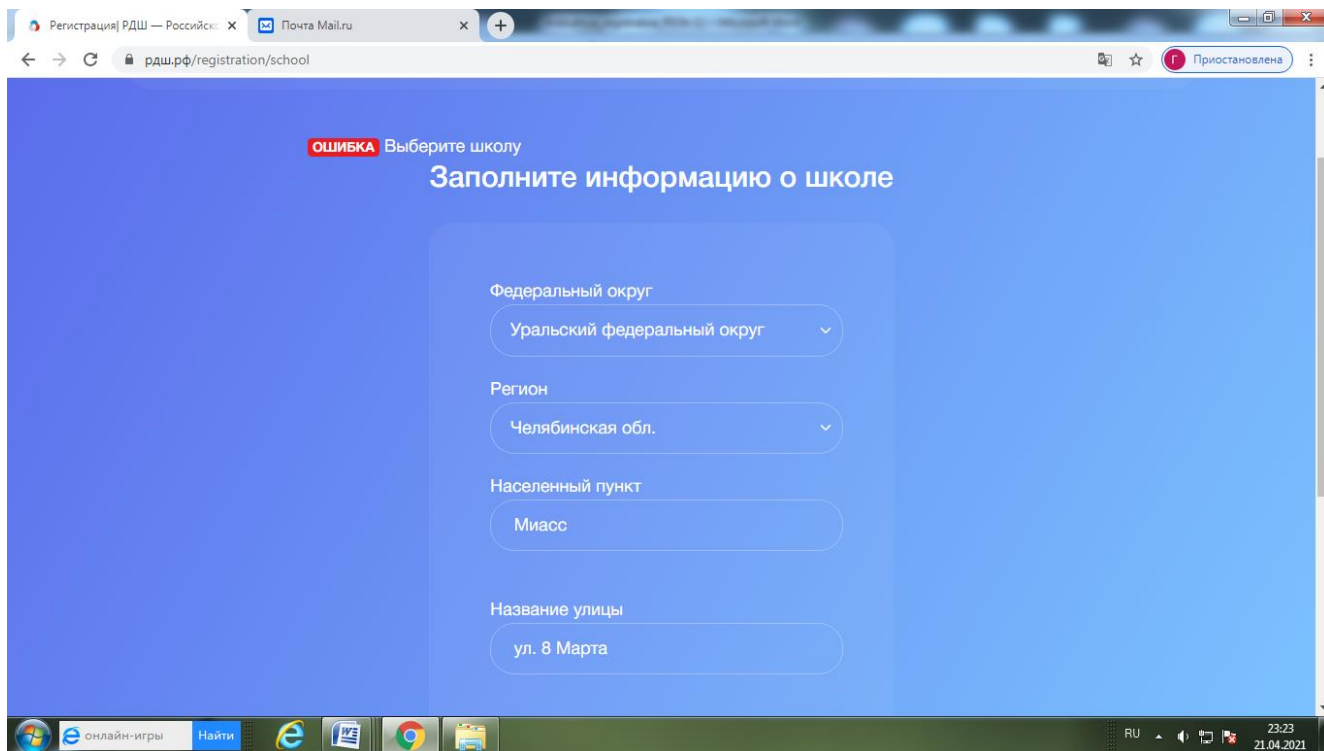 Регистрация| РДШ — Российско
Почта Mail.ru
рдш.рф/registration/school
Г Приостановлена
ОШИБКА Выберите школу
Заполните информацию о школе
Федеральный округ
Уральский федеральный округ
Регион
Челябинская обл.
Населенный пункт
Миасс
Название улицы
ул. 8 Марта
онлайн-игры Найти
RU 23:23
21.04.2021